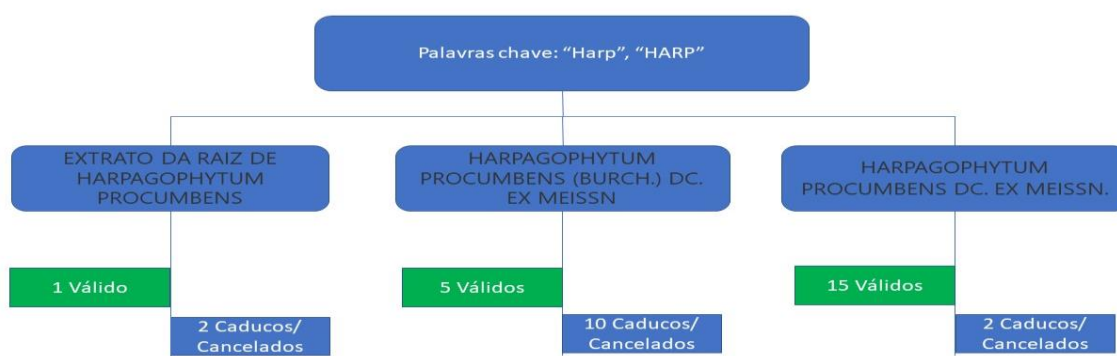 Palavras chave: “Harp”, “HARP”
EXTRATO DA RAIZ DE
HARPAGOPHYTUM
PROCUMBENS
HARPAGOPHYTUM
PROCUMBENS (BURCH.) DC.
EX MEISSN
HARPAGOPHYTUM
PROCUMBENS DC. EX MEISSN.
1 Válido
2 Caducos/
Cancelados
5 Válidos
10 Caducos/
Cancelados
15 Válidos
2 Caducos/
Cancelados